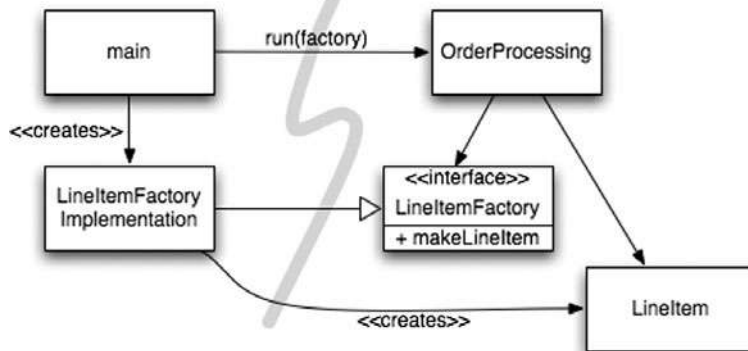 main
run(factory)
OrderProcessing
<<creates>>
LineItemFactory
Implementation
<<interface>>
LineItemFactory
+ makeLineItem
<<creates>>
LineItem